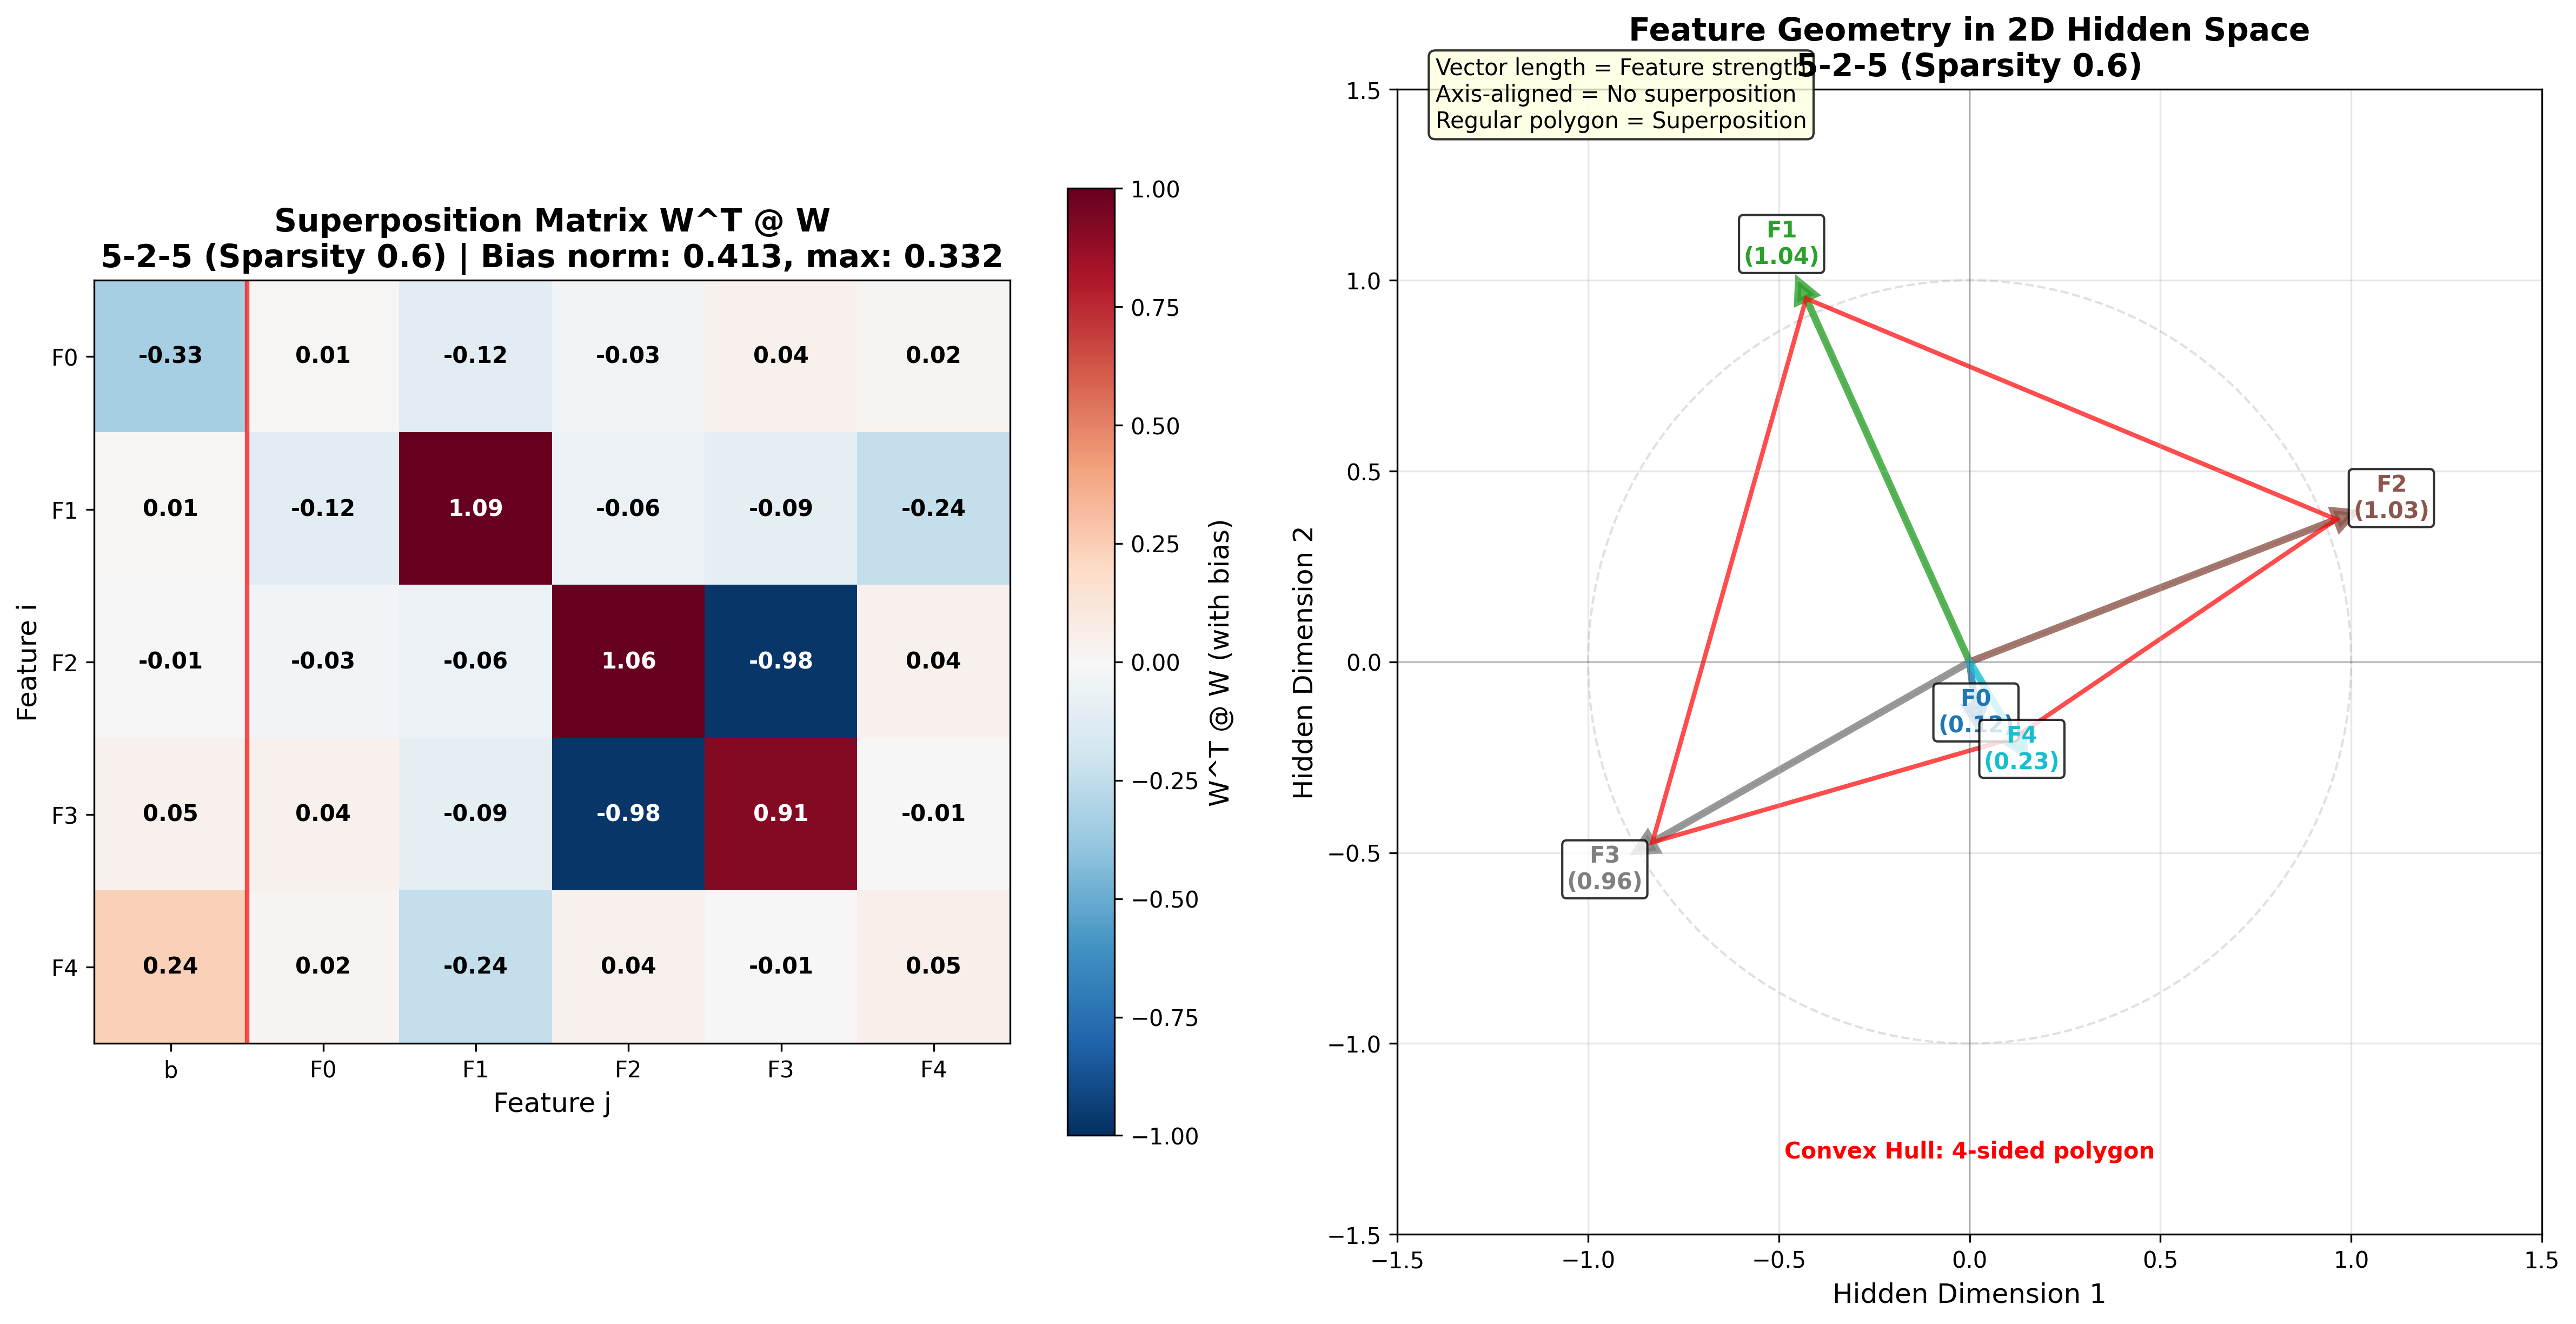 Superposition Matrix W^T @ W
5-2-5 (Sparsity 0.6) | Bias norm: 0.413, max: 0.332
Feature i
F0
-0.33 0.01 -0.12 -0.03 0.04 0.02
F1
0.01 -0.12 1.09 -0.06 -0.09 -0.24
F2
-0.01 -0.03 -0.06 1.06 -0.98 0.04
F3
0.05 0.04 -0.09 -0.98 0.91 -0.01
F4
0.24 0.02 -0.24 0.04 -0.01 0.05
b F0 F1 F2 F3 F4
Feature j
1.00
0.75
0.50
0.25
0.00
−0.25
−0.50
−0.75
−1.00
W^T @ W (with bias)
Feature Geometry in 2D Hidden Space
5-2-5 (Sparsity 0.6)
Vector length = Feature strength
Axis-aligned = No superposition
Regular polygon = Superposition
1.5
1.0
0.5
0.0
−0.5
−1.0
−1.5
Hidden Dimension 2
F1
(1.04)
F2
(1.03)
F0
(0.12)
F4
(0.23)
F3
(0.96)
Convex Hull: 4-sided polygon
−1.5 −1.0 −0.5 0.0 0.5 1.0 1.5
Hidden Dimension 1